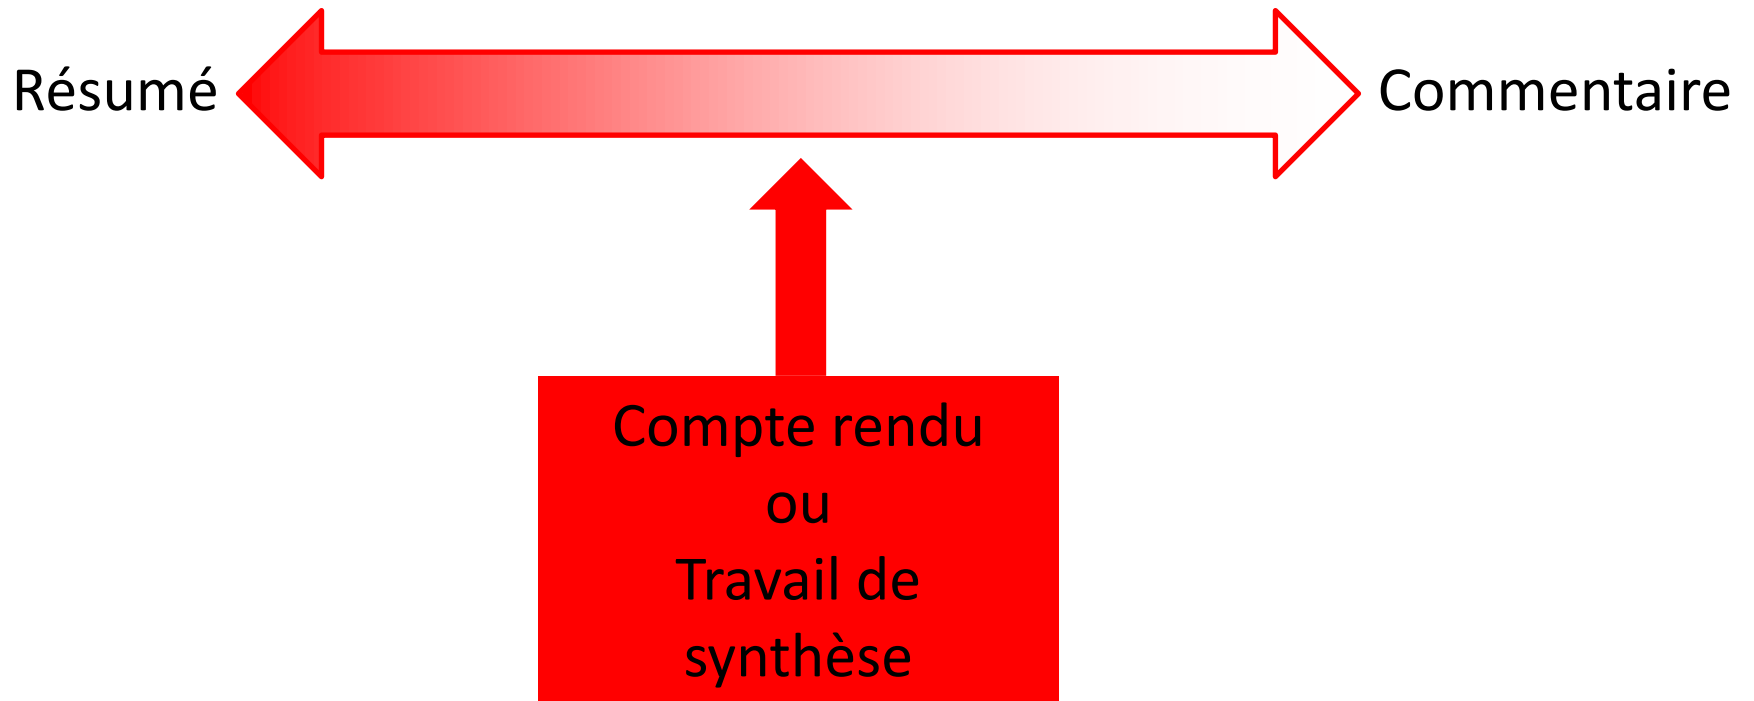 Résumé
Commentaire
Compte rendu
ou
Travail de
synthèse